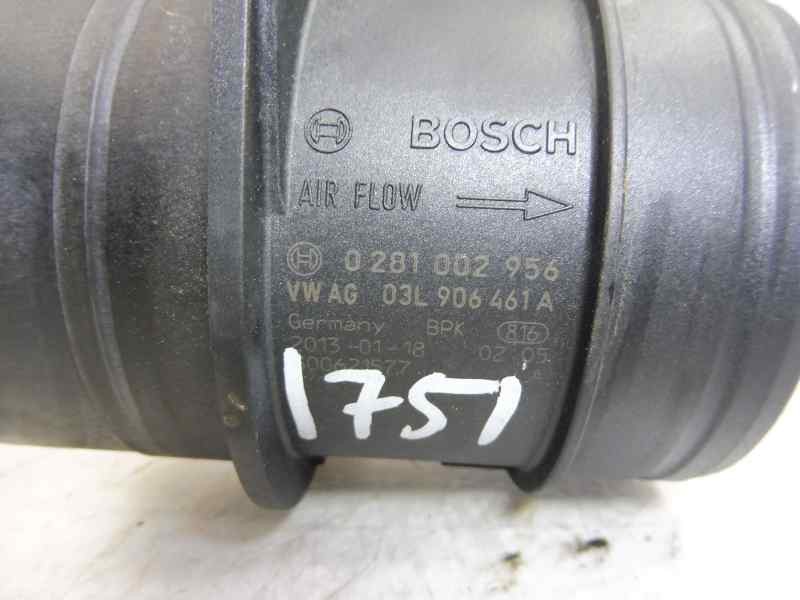 BOSCH
AIR FLOW
0 281 002 956
VW AG 03L 906 461 A
Germany BPK 816
2013-01-18 02 05
1751